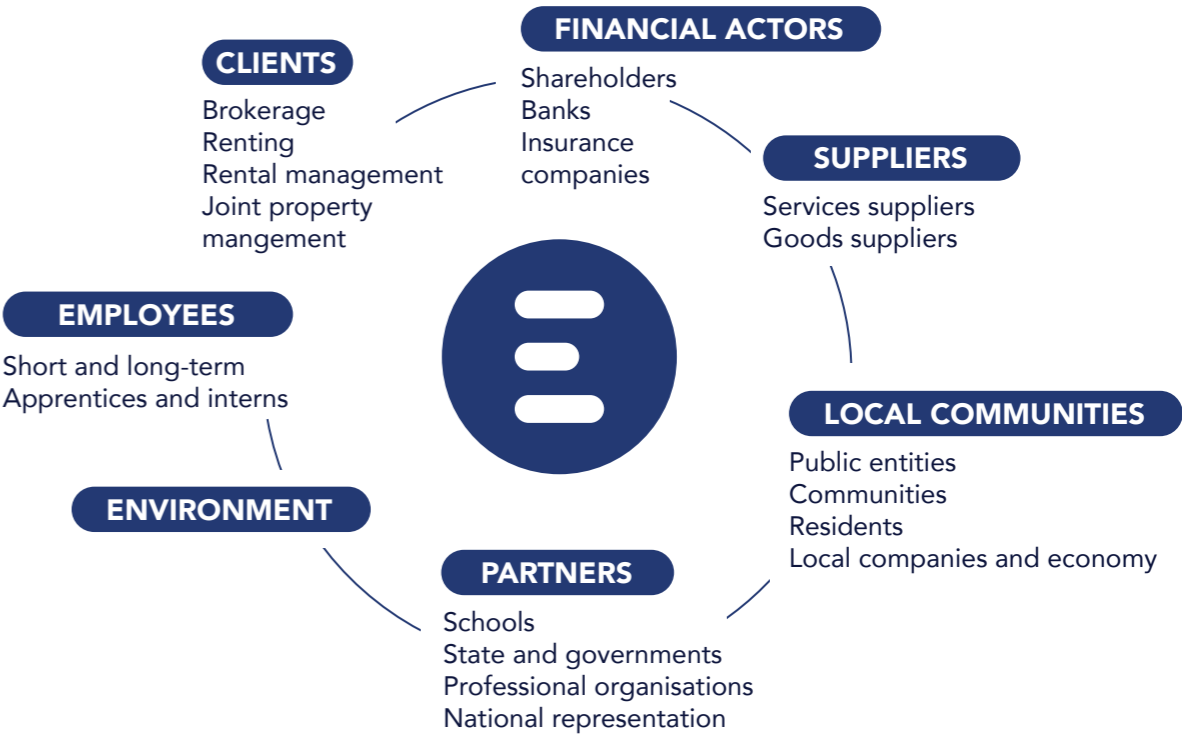 FINANCIAL ACTORS
Shareholders
Banks
Insurance
companies
CLIENTS
Brokerage
Renting
Rental management
Joint property
mangement
SUPPLIERS
Services suppliers
Goods suppliers
EMPLOYEES
Short and long-term
Apprentices and interns
LOCAL COMMUNITIES
Public entities
Communities
Residents
Local companies and economy
ENVIRONMENT
PARTNERS
Schools
State and governments
Professional organisations
National representation